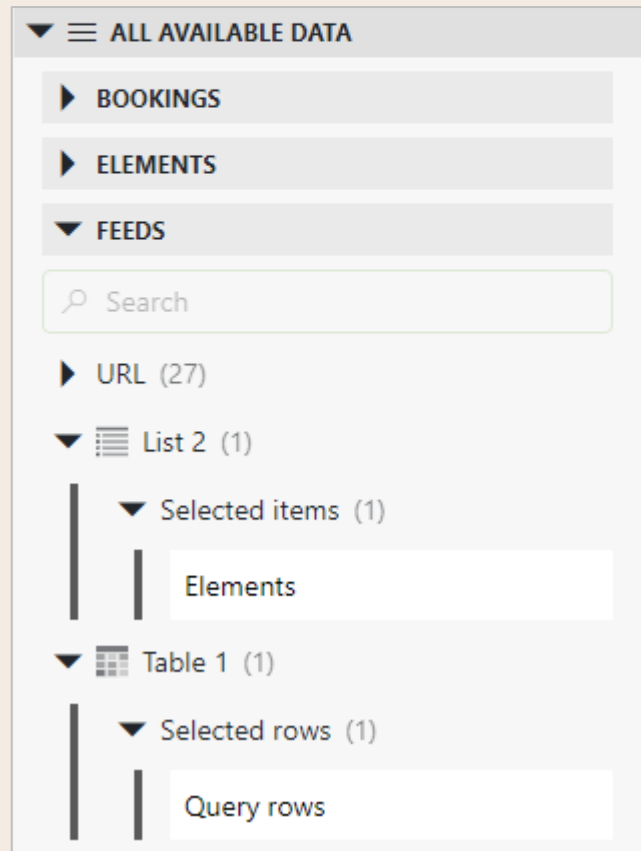 ALL AVAILABLE DATA
BOOKINGS
ELEMENTS
FEEDS
Search
URL (27)
List 2 (1)
Selected items (1)
Elements
Table 1 (1)
Selected rows (1)
Query rows